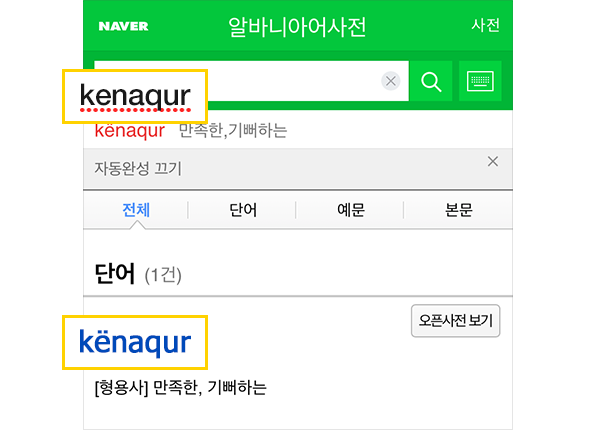 NAVER 알바니아어사전 사전
kenaqur
kënaqur 만족한,기뻐하는
자동완성 끄기
전체 단어 예문 본문
단어 (1건)
오픈사전 보기
kënaqur
[형용사] 만족한, 기뻐하는